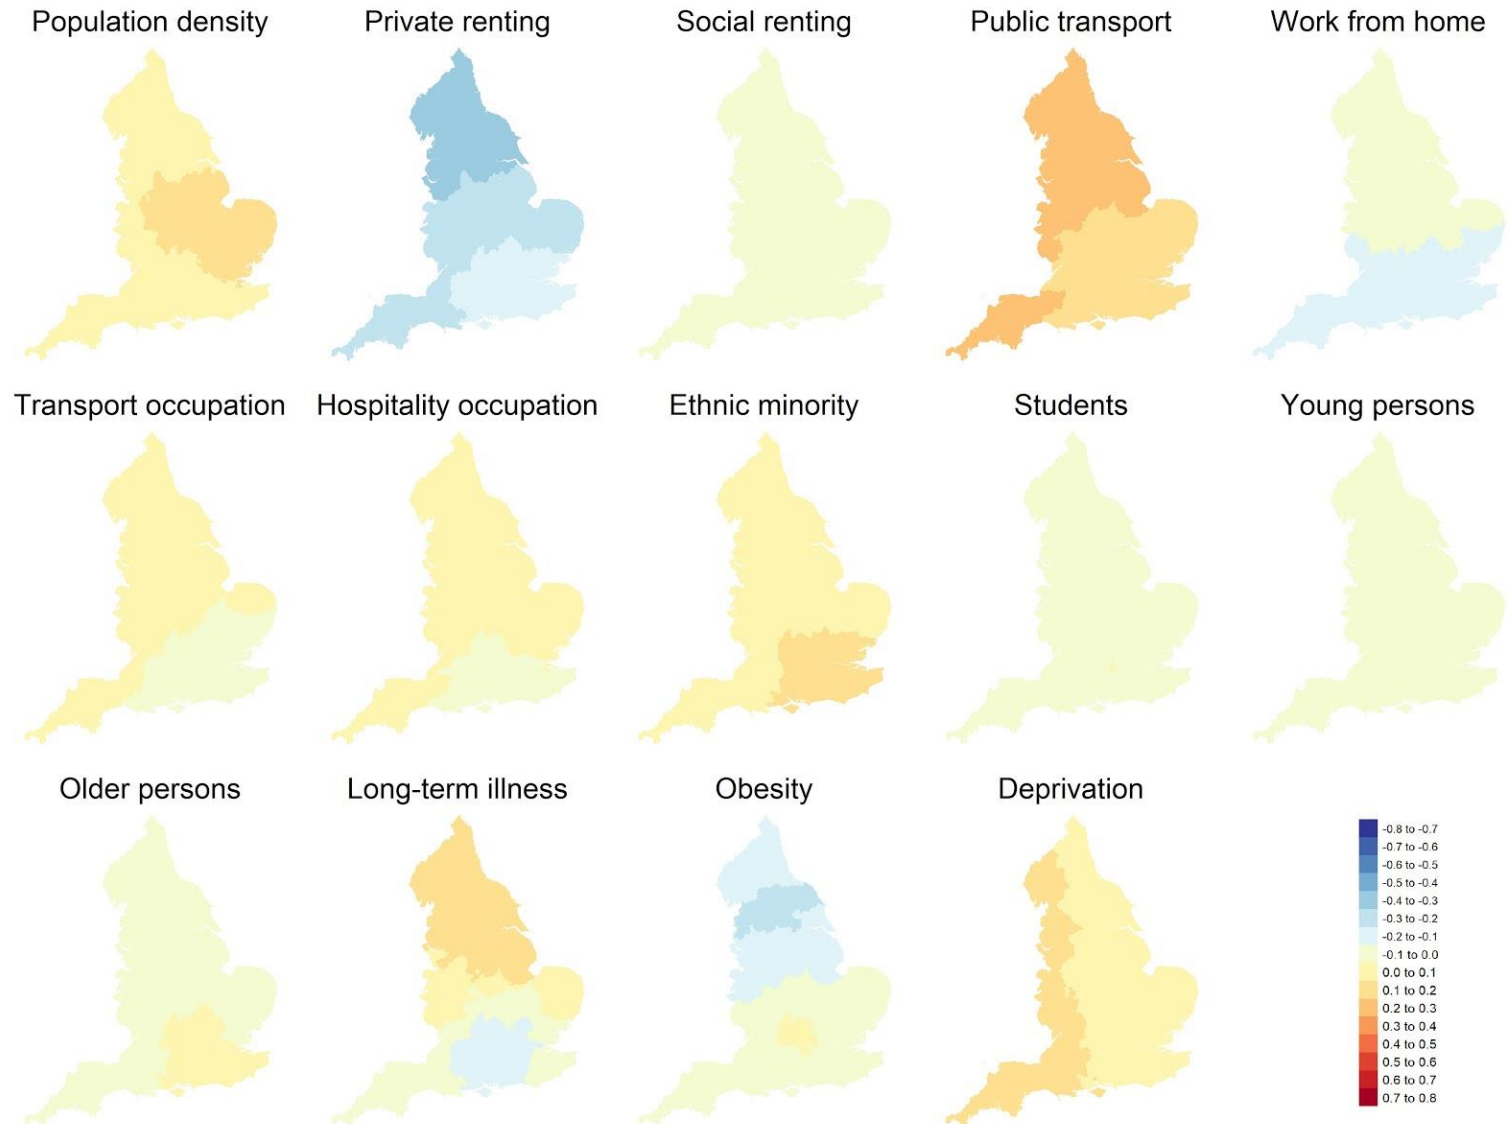 Population density
Private renting
Social renting
Public transport
Work from home
Transport occupation
Hospitality occupation
Ethnic minority
Students
Young persons
Older persons
Long-term illness
Obesity
Deprivation
-0.8 to -0.7
-0.7 to -0.6
-0.6 to -0.5
-0.5 to -0.4
-0.4 to -0.3
-0.3 to -0.2
-0.2 to -0.1
-0.1 to 0.0
0.0 to 0.1
0.1 to 0.2
0.2 to 0.3
0.3 to 0.4
0.4 to 0.5
0.5 to 0.6
0.6 to 0.7
0.7 to 0.8